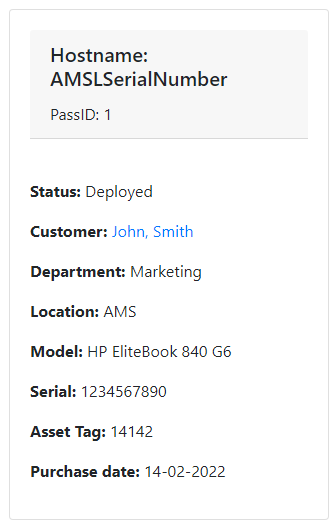 Hostname:
AMSLSerialNumber
PassID: 1
Status: Deployed
Customer: John, Smith
Department: Marketing
Location: AMS
Model: HP EliteBook 840 G6
Serial: 1234567890
Asset Tag: 14142
Purchase date: 14-02-2022